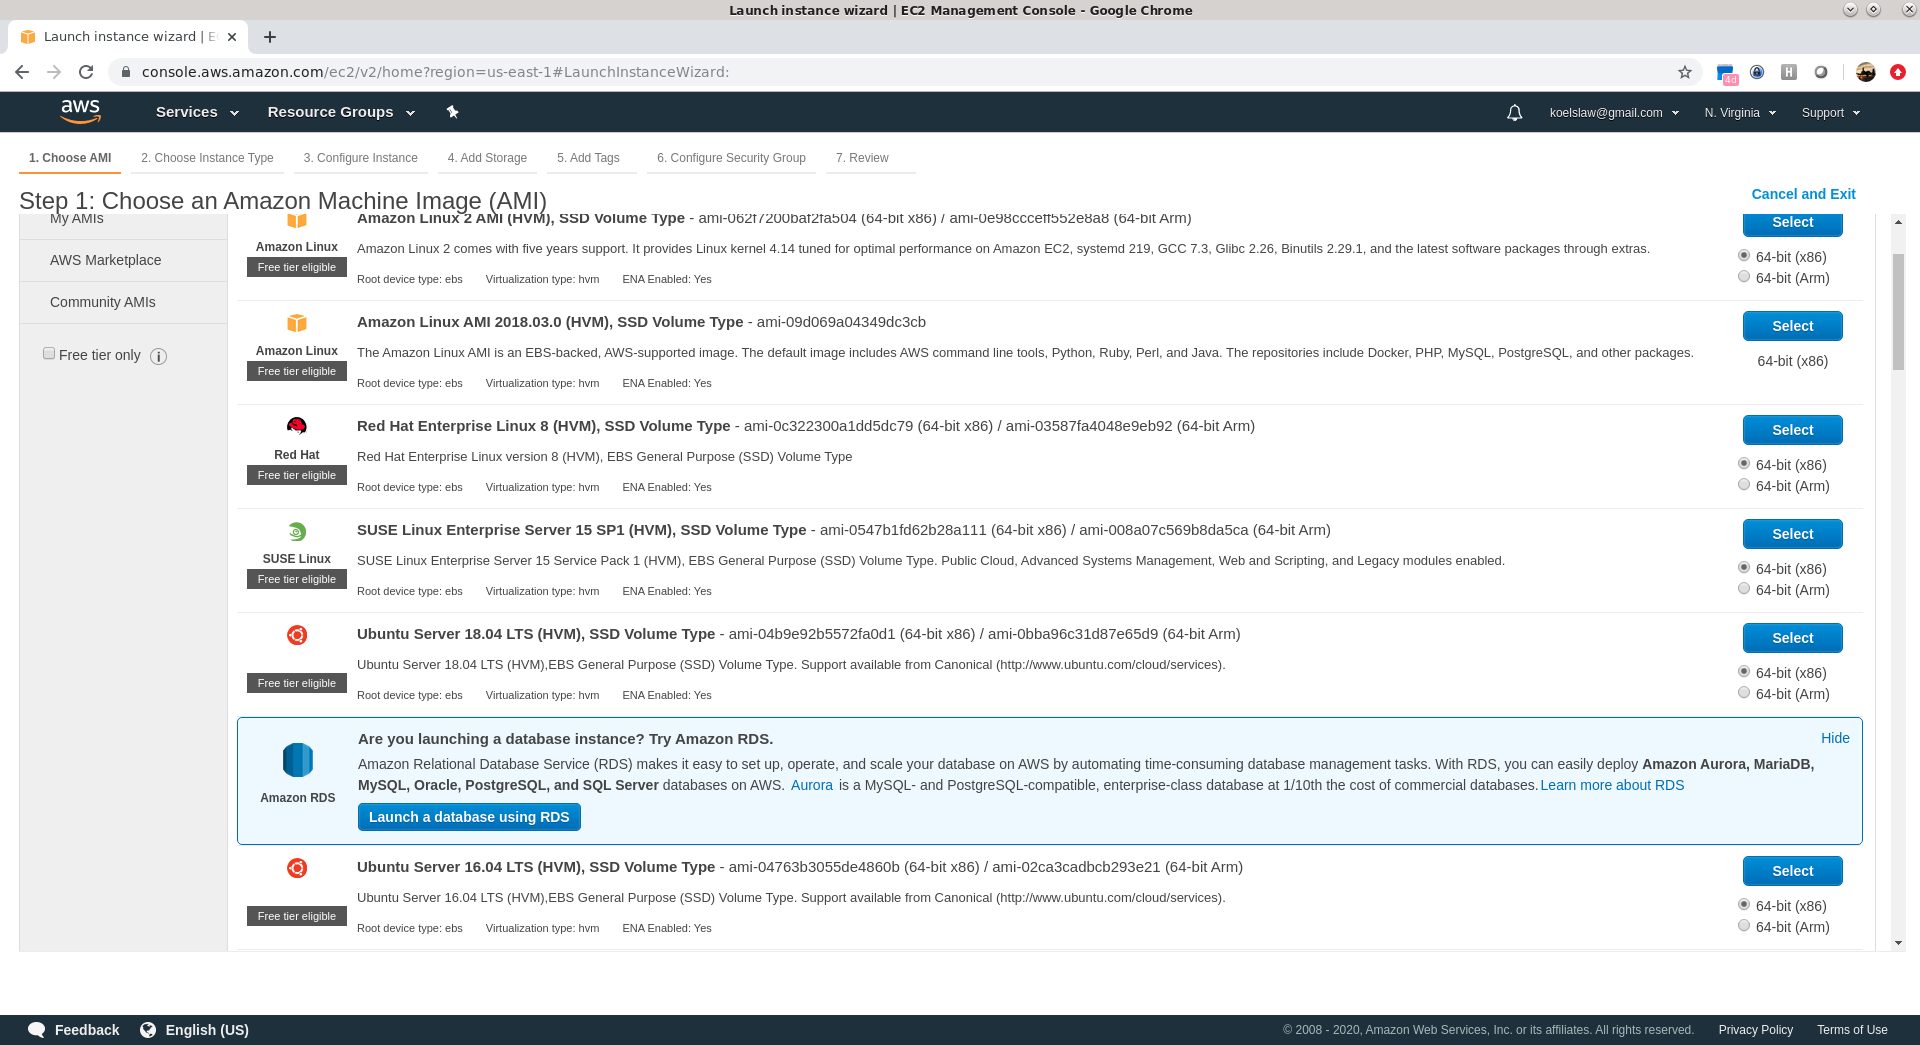 Launch instance wizard | EC2 Management Console - Google Chrome
Launch instance wizard | E
console.aws.amazon.com/ec2/v2/home?region=us-east-1#LaunchInstanceWizard:
4d
H
aws
Services
Resource Groups
koelslaw@gmail.com
N. Virginia
Support
1. Choose AMI
2. Choose Instance Type
3. Configure Instance
4. Add Storage
5. Add Tags
6. Configure Security Group
7. Review
Step 1: Choose an Amazon Machine Image (AMI)
Cancel and Exit
My AMIs
AWS Marketplace
Community AMIs
Free tier only
i
Amazon Linux
Free tier eligible
Amazon Linux 2 AMI (HVM), SSD Volume Type - ami-062f7200baf2fa504 (64-bit x86) / ami-0e98ccceff552e8a8 (64-bit Arm)
Amazon Linux 2 comes with five years support. It provides Linux kernel 4.14 tuned for optimal performance on Amazon EC2, systemd 219, GCC 7.3, Glibc 2.26, Binutils 2.29.1, and the latest software packages through extras.
Root device type: ebs Virtualization type: hvm ENA Enabled: Yes
Select
64-bit (x86)
64-bit (Arm)
Amazon Linux
Free tier eligible
Amazon Linux AMI 2018.03.0 (HVM), SSD Volume Type - ami-09d069a04349dc3cb
The Amazon Linux AMI is an EBS-backed, AWS-supported image. The default image includes AWS command line tools, Python, Ruby, Perl, and Java. The repositories include Docker, PHP, MySQL, PostgreSQL, and other packages.
Root device type: ebs Virtualization type: hvm ENA Enabled: Yes
Select
64-bit (x86)
Red Hat
Free tier eligible
Red Hat Enterprise Linux 8 (HVM), SSD Volume Type - ami-0c322300a1dd5dc79 (64-bit x86) / ami-03587fa4048e9eb92 (64-bit Arm)
Red Hat Enterprise Linux version 8 (HVM), EBS General Purpose (SSD) Volume Type
Root device type: ebs Virtualization type: hvm ENA Enabled: Yes
Select
64-bit (x86)
64-bit (Arm)
SUSE Linux
Free tier eligible
SUSE Linux Enterprise Server 15 SP1 (HVM), SSD Volume Type - ami-0547b1fd62b28a111 (64-bit x86) / ami-008a07c569b8da5ca (64-bit Arm)
SUSE Linux Enterprise Server 15 Service Pack 1 (HVM), EBS General Purpose (SSD) Volume Type. Public Cloud, Advanced Systems Management, Web and Scripting, and Legacy modules enabled.
Root device type: ebs Virtualization type: hvm ENA Enabled: Yes
Select
64-bit (x86)
64-bit (Arm)
Free tier eligible
Ubuntu Server 18.04 LTS (HVM), SSD Volume Type - ami-04b9e92b5572fa0d1 (64-bit x86) / ami-0bba96c31d87e65d9 (64-bit Arm)
Ubuntu Server 18.04 LTS (HVM),EBS General Purpose (SSD) Volume Type. Support available from Canonical (http://www.ubuntu.com/cloud/services).
Root device type: ebs Virtualization type: hvm ENA Enabled: Yes
Select
64-bit (x86)
64-bit (Arm)
Amazon RDS
Are you launching a database instance? Try Amazon RDS.
Hide
Amazon Relational Database Service (RDS) makes it easy to set up, operate, and scale your database on AWS by automating time-consuming database management tasks. With RDS, you can easily deploy Amazon Aurora, MariaDB,
MySQL, Oracle, PostgreSQL, and SQL Server databases on AWS. Aurora is a MySQL- and PostgreSQL-compatible, enterprise-class database at 1/10th the cost of commercial databases. Learn more about RDS
Launch a database using RDS
Free tier eligible
Ubuntu Server 16.04 LTS (HVM), SSD Volume Type - ami-04763b3055de4860b (64-bit x86) / ami-02ca3cadbcb293e21 (64-bit Arm)
Ubuntu Server 16.04 LTS (HVM),EBS General Purpose (SSD) Volume Type. Support available from Canonical (http://www.ubuntu.com/cloud/services).
Root device type: ebs Virtualization type: hvm ENA Enabled: Yes
Select
64-bit (x86)
64-bit (Arm)
Feedback
English (US)
© 2008 - 2020, Amazon Web Services, Inc. or its affiliates. All rights reserved.
Privacy Policy
Terms of Use